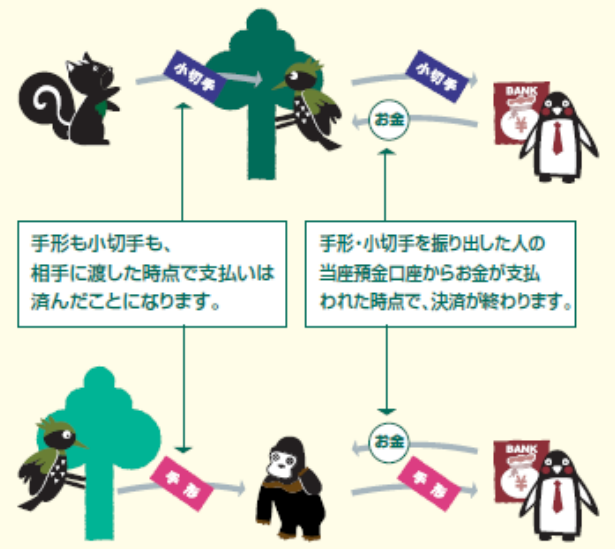 小切手
小切手
BANK
¥
お金
手形も小切手も、
相手に渡した時点で支払いは
済んだことになります。
手形・小切手を振り出した人の
当座預金口座からお金が支払
われた時点で、決済が終わります。
お金
BANK
¥
手形
手形